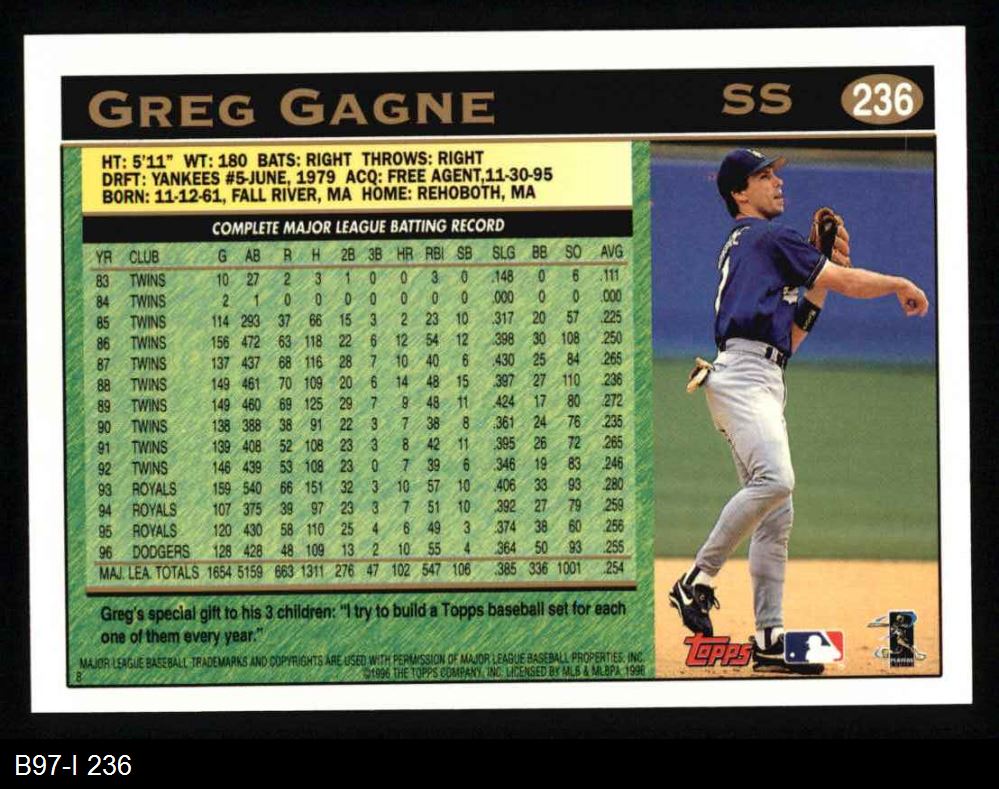 GREG GAGNE SS 236
HT: 5'11" WT: 180 BATS: RIGHT THROWS: RIGHT
DRFT: YANKEES #5-JUNE, 1979 ACQ: FREE AGENT,11-30-95
BORN: 11-12-61, FALL RIVER, MA HOME: REHOBOTH, MA
COMPLETE MAJOR LEAGUE BATTING RECORD
YR CLUB G AB R H 2B 3B HR RBI SB SLG BB SO AVG
83 TWINS 10 27 2 3 1 0 0 3 0 .148 0 6 .111
84 TWINS 2 1 0 0 0 0 0 0 0 .000 0 0 .000
85 TWINS 114 293 37 66 15 3 2 23 10 .317 20 57 .225
86 TWINS 156 472 63 118 22 6 12 54 12 .398 30 108 .250
87 TWINS 137 437 68 116 28 7 10 40 6 .430 25 84 .265
88 TWINS 149 461 70 109 20 6 14 48 15 .397 27 110 .236
89 TWINS 149 460 69 125 29 7 9 48 11 .424 17 80 .272
90 TWINS 138 388 38 91 22 3 7 38 8 .361 24 76 .235
91 TWINS 139 408 52 108 23 3 8 42 11 .395 26 72 .265
92 TWINS 146 439 53 108 23 0 7 39 6 .346 19 83 .246
93 ROYALS 159 540 66 151 32 3 10 57 10 .406 33 93 .280
94 ROYALS 107 375 39 97 23 3 7 51 10 .392 27 79 .259
95 ROYALS 120 430 58 110 25 4 6 49 3 .374 38 60 .256
96 DODGERS 128 428 48 109 13 2 10 55 4 .364 50 93 .255
MAJ. LEA. TOTALS 1654 5159 663 1311 276 47 102 547 106 .385 336 1001 .254
Greg's special gift to his 3 children: "I try to build a Topps baseball set for each
one of them every year."
MAJOR LEAGUE BASEBALL TRADEMARKS AND COPYRIGHTS ARE USED WITH PERMISSION OF MAJOR LEAGUE BASEBALL PROPERTIES, INC.
8 ©1996 THE TOPPS COMPANY, INC. LICENSED BY MLB & MLBPA, 1996
TOPPS
PLAYERS
B97-I 236